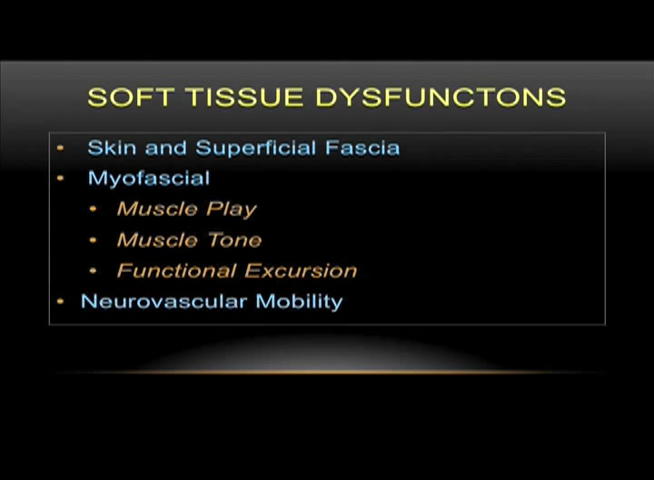 SOFT TISSUE DYSFUNCTONS
• Skin and Superficial Fascia
• Myofascial
• Muscle Play
• Muscle Tone
• Functional Excursion
• Neurovascular Mobility